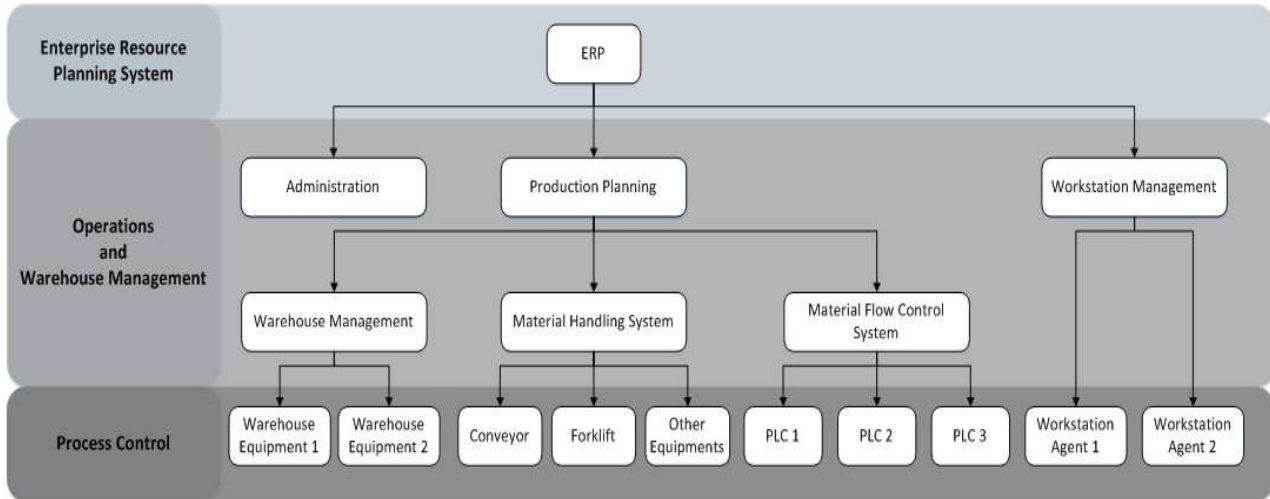 Enterprise Resource
Planning System
ERP
Operations
and
Warehouse Management
Administration
Production Planning
Workstation Management
Warehouse Management
Material Handling System
Material Flow Control
System
Process Control
Warehouse
Equipment 1
Warehouse
Equipment 2
Conveyor
Forklift
Other
Equipments
PLC 1
PLC 2
PLC 3
Workstation
Agent 1
Workstation
Agent 2